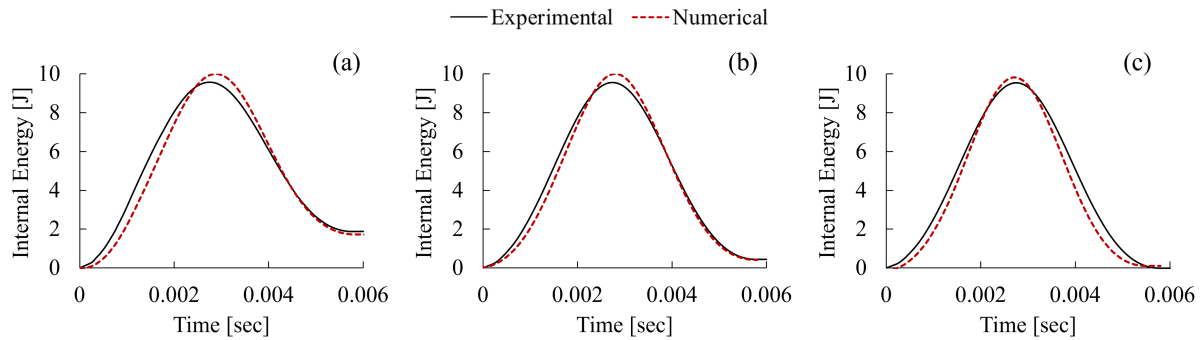 Experimental Numerical
(a)
Internal Energy [J]
10
8
6
4
2
0
0 0.002 0.004 0.006
Time [sec]
(b)
Internal Energy [J]
10
8
6
4
2
0
0 0.002 0.004 0.006
Time [sec]
(c)
Internal Energy [J]
10
8
6
4
2
0
0 0.002 0.004 0.006
Time [sec]